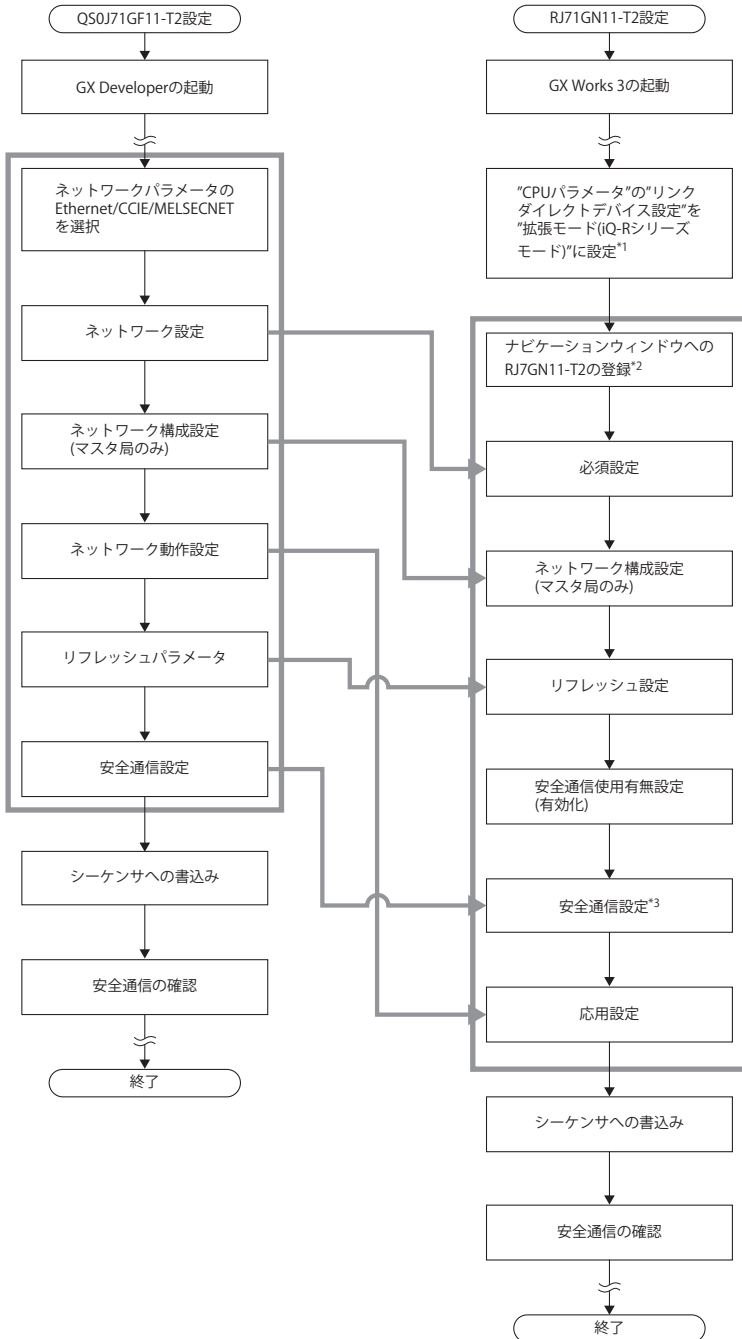 QS0J71GF11-T2設定
GX Developerの起動
ネットワークパラメータの
Ethernet/CCIE/MELSECNET
を選択
ネットワーク設定
ネットワーク構成設定
(マスタ局のみ)
ネットワーク動作設定
リフレッシュパラメータ
安全通信設定
シーケンサへの書込み
安全通信の確認
終了
RJ71GN11-T2設定
GX Works 3の起動
"CPUパラメータ"の"リンク
ダイレクトデバイス設定"を
"拡張モード(iQ-Rシリーズ
モード)"に設定*1
ナビケーションウィンドウへの
RJ7GN11-T2の登録*2
必須設定
ネットワーク構成設定
(マスタ局のみ)
リフレッシュ設定
安全通信使用有無設定
(有効化)
安全通信設定*3
応用設定
シーケンサへの書込み
安全通信の確認
終了